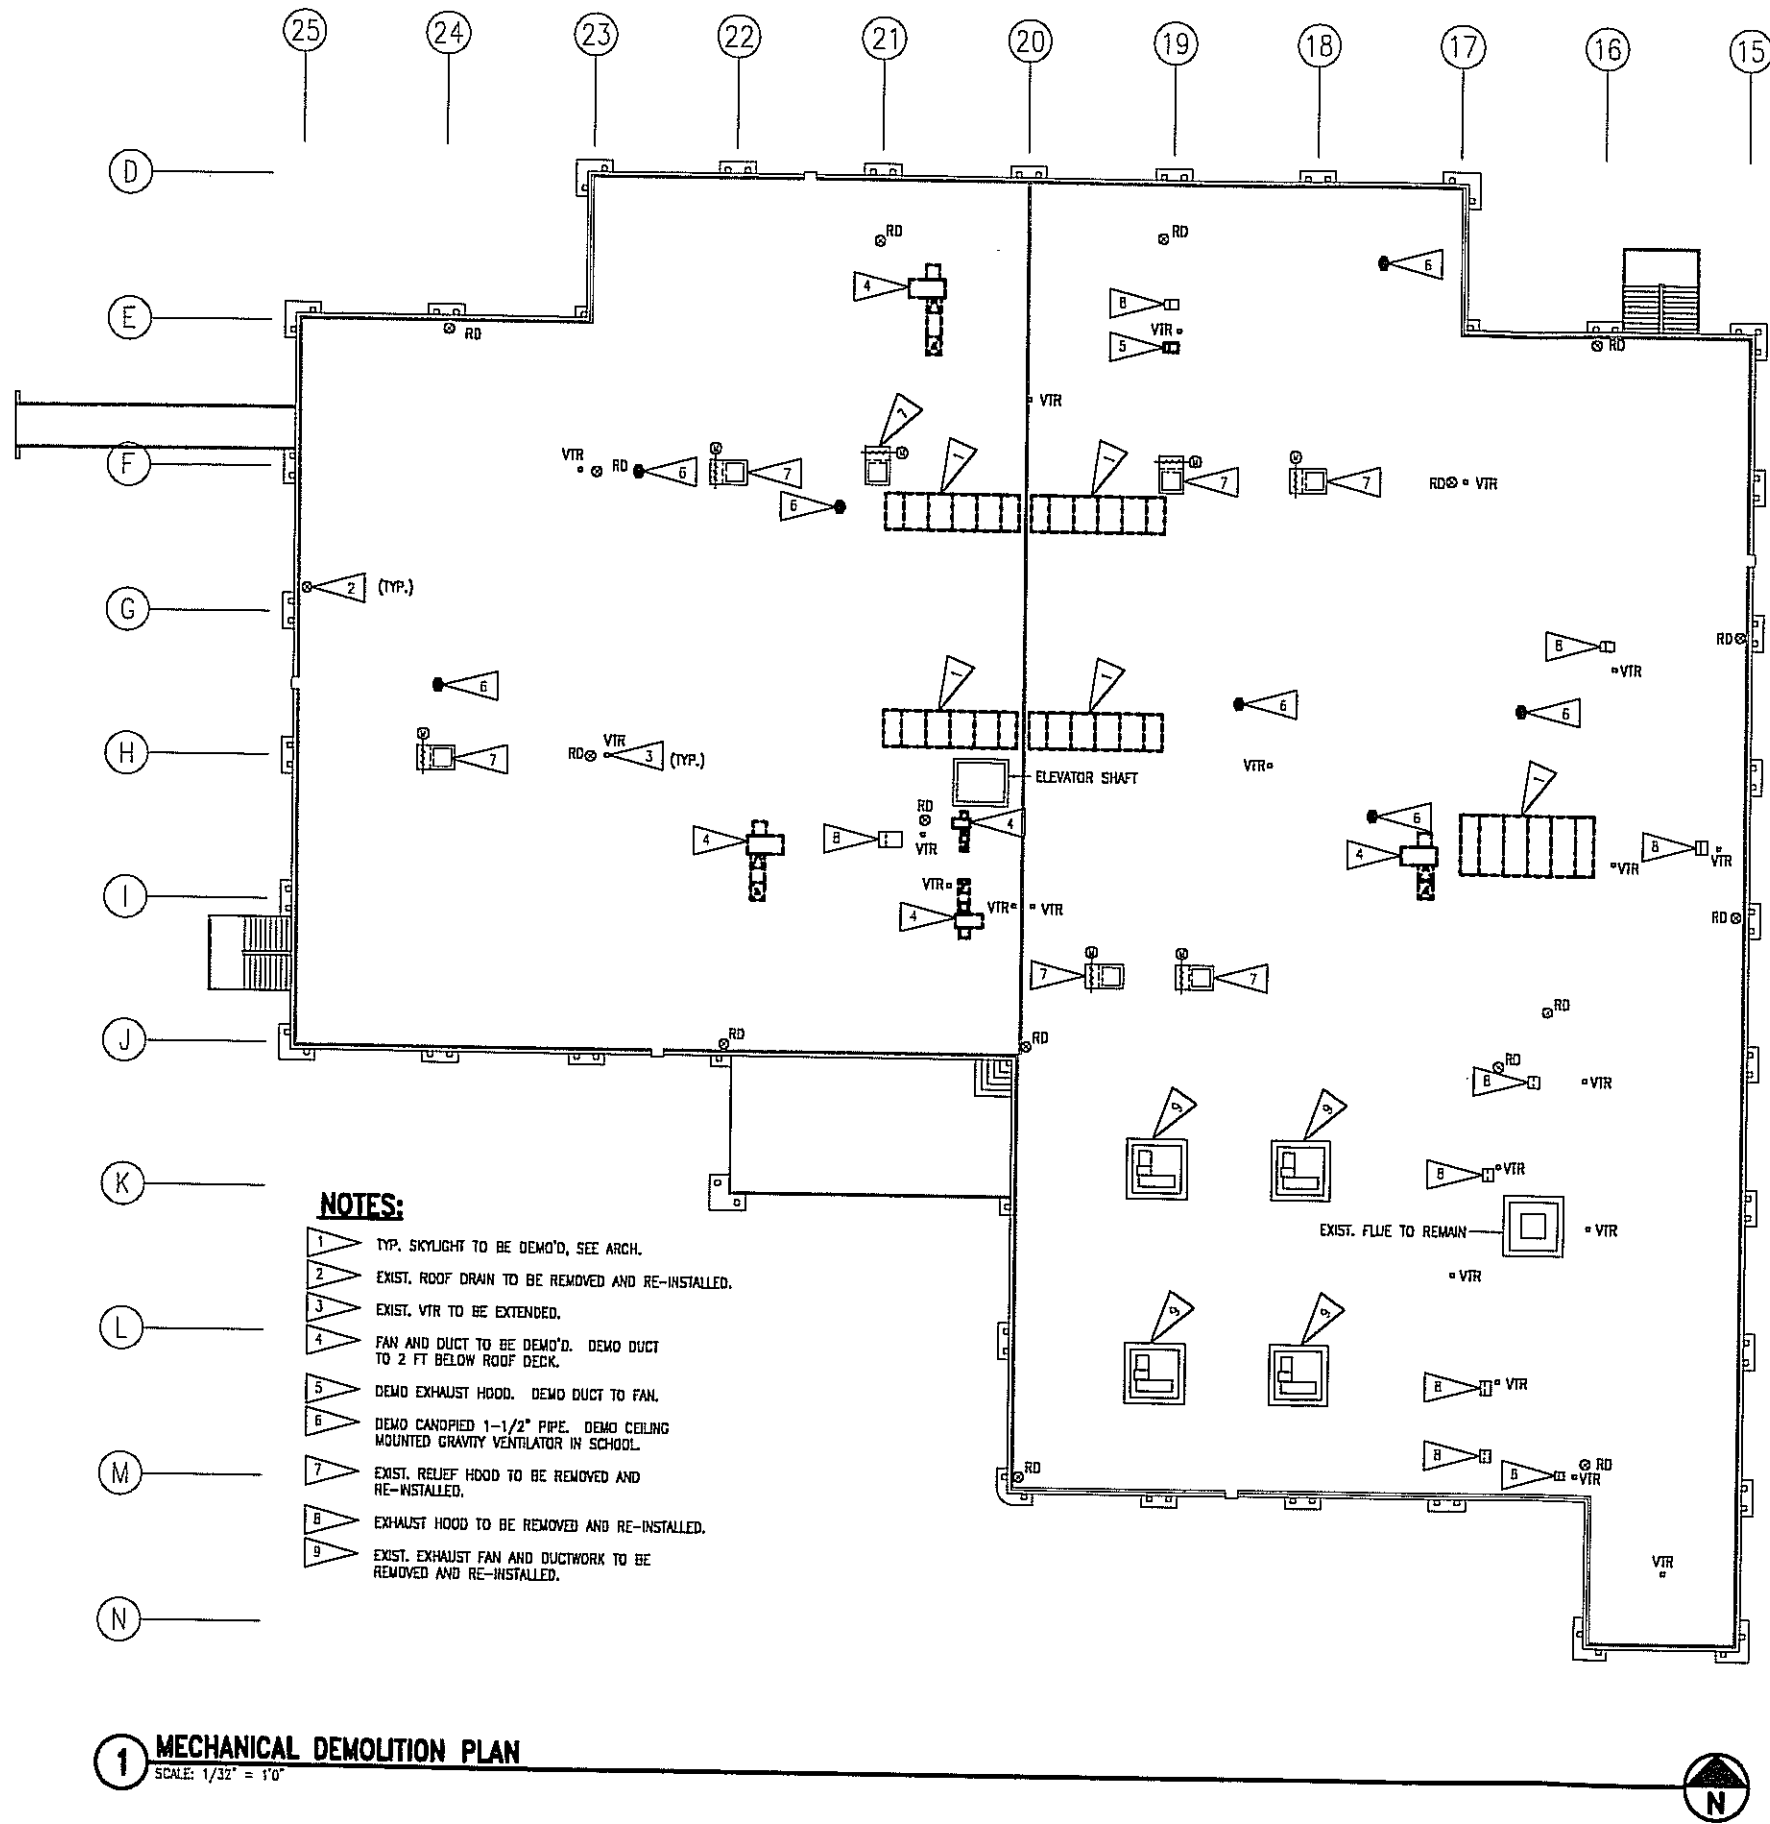 25 24 23 22 21 20 19 18 17 16 15
D
RD RD
6
4
E
8
RD
VTR
5
RD
VTR
7
1 1
F
VTR RD 6 7 7 7 RD VTR
6
2 (TYP.)
G
RD
8
VTR
1 1
6
6 6
H
7
RD VTR 3 (TYP.)
VTR
ELEVATOR SHAFT
1
RD
4
6
4 8
VTR
4
8 VTR
VTR
I
VTR
VTR VTR
4
RD
7 7
RD
J
RD RD
RD
8 VTR
9 9
K
8 VTR
EXIST. FLUE TO REMAIN
VTR
VTR
L
9 9
8 VTR
8
M
RD
8 RD
VTR
VTR
N
NOTES:
1 TYP. SKYLIGHT TO BE DEMO'D, SEE ARCH.
2 EXIST. ROOF DRAIN TO BE REMOVED AND RE-INSTALLED.
3 EXIST. VTR TO BE EXTENDED.
4 FAN AND DUCT TO BE DEMO'D. DEMO DUCT
TO 2 FT BELOW ROOF DECK.
5 DEMO EXHAUST HOOD. DEMO DUCT TO FAN.
6 DEMO CANOPIED 1-1/2" PIPE. DEMO CEILING
MOUNTED GRAVITY VENTILATOR IN SCHOOL.
7 EXIST. RELIEF HOOD TO BE REMOVED AND
RE-INSTALLED.
8 EXHAUST HOOD TO BE REMOVED AND RE-INSTALLED.
9 EXIST. EXHAUST FAN AND DUCTWORK TO BE
REMOVED AND RE-INSTALLED.
1 MECHANICAL DEMOLITION PLAN
SCALE: 1/32" = 1'0"
N